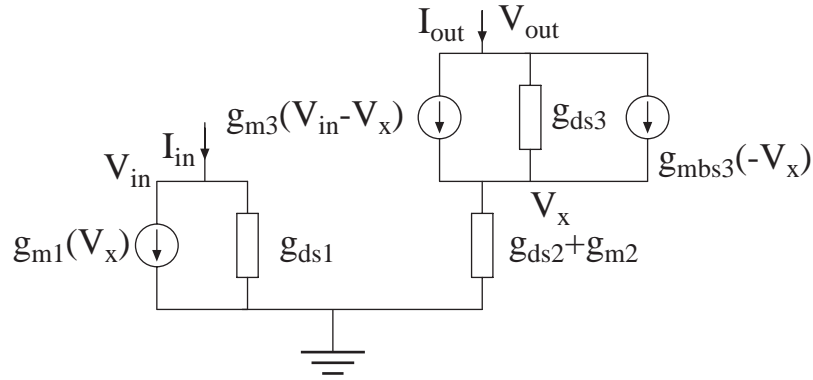 I_out V_out
g_m3(V_in-V_x) g_ds3
g_mbs3(-V_x)
I_in
V_in
V_x
g_m1(V_x) g_ds1 g_ds2+g_m2